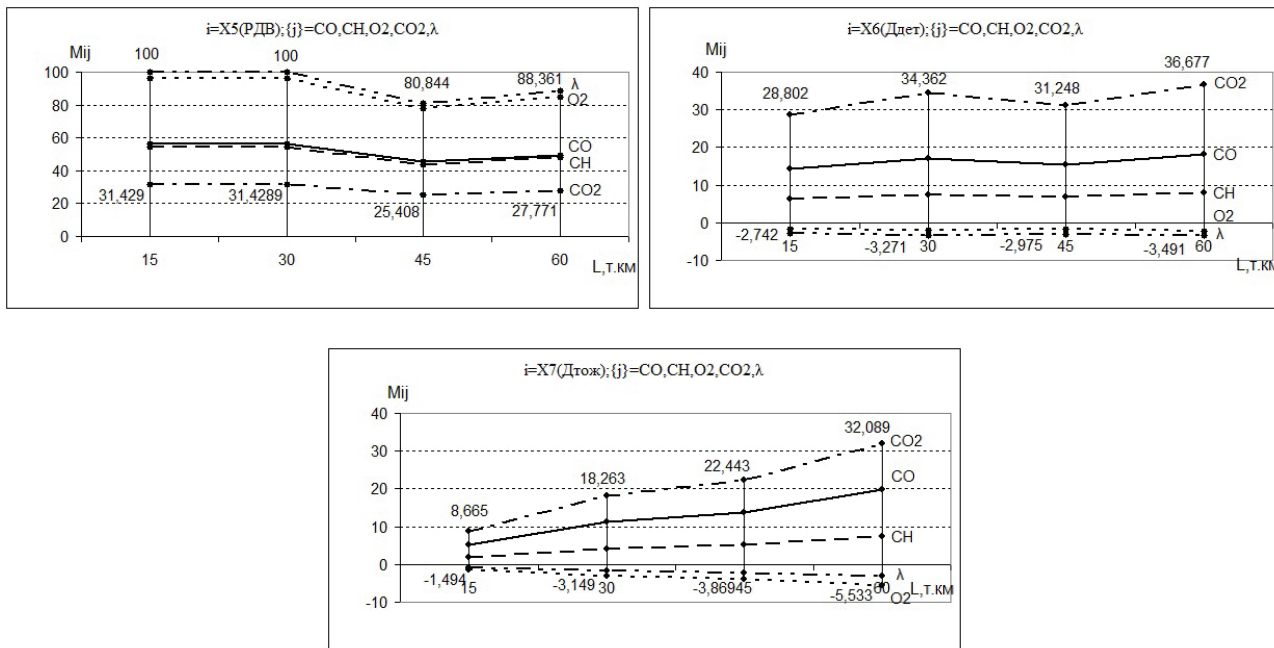 i=X5(РДВ);{j}=CO,CH,O2,CO2,λ
Mij
100 100 80,844 88,361
100
80
60
40
20
0
λ
O2
CO
CH
CO2
31,429 31,4289 25,408 27,771
15 30 45 60
L,т.км
i=X6(Ддет);{j}=CO,CH,O2,CO2,λ
Mij
40
30
20
10
0
-10
28,802 34,362 31,248 36,677
CO2
CO
CH
O2
λ
-2,742 -3,271 -2,975 -3,491
15 30 45 60
L,т.км
i=X7(Дтож);{j}=CO,CH,O2,CO2,λ
Mij
40
30
20
10
0
-10
8,665 18,263 22,443 32,089
CO2
CO
CH
λ
O2
-1,494 -3,149 -3,869 -5,533
15 30 45 60
L,т.км